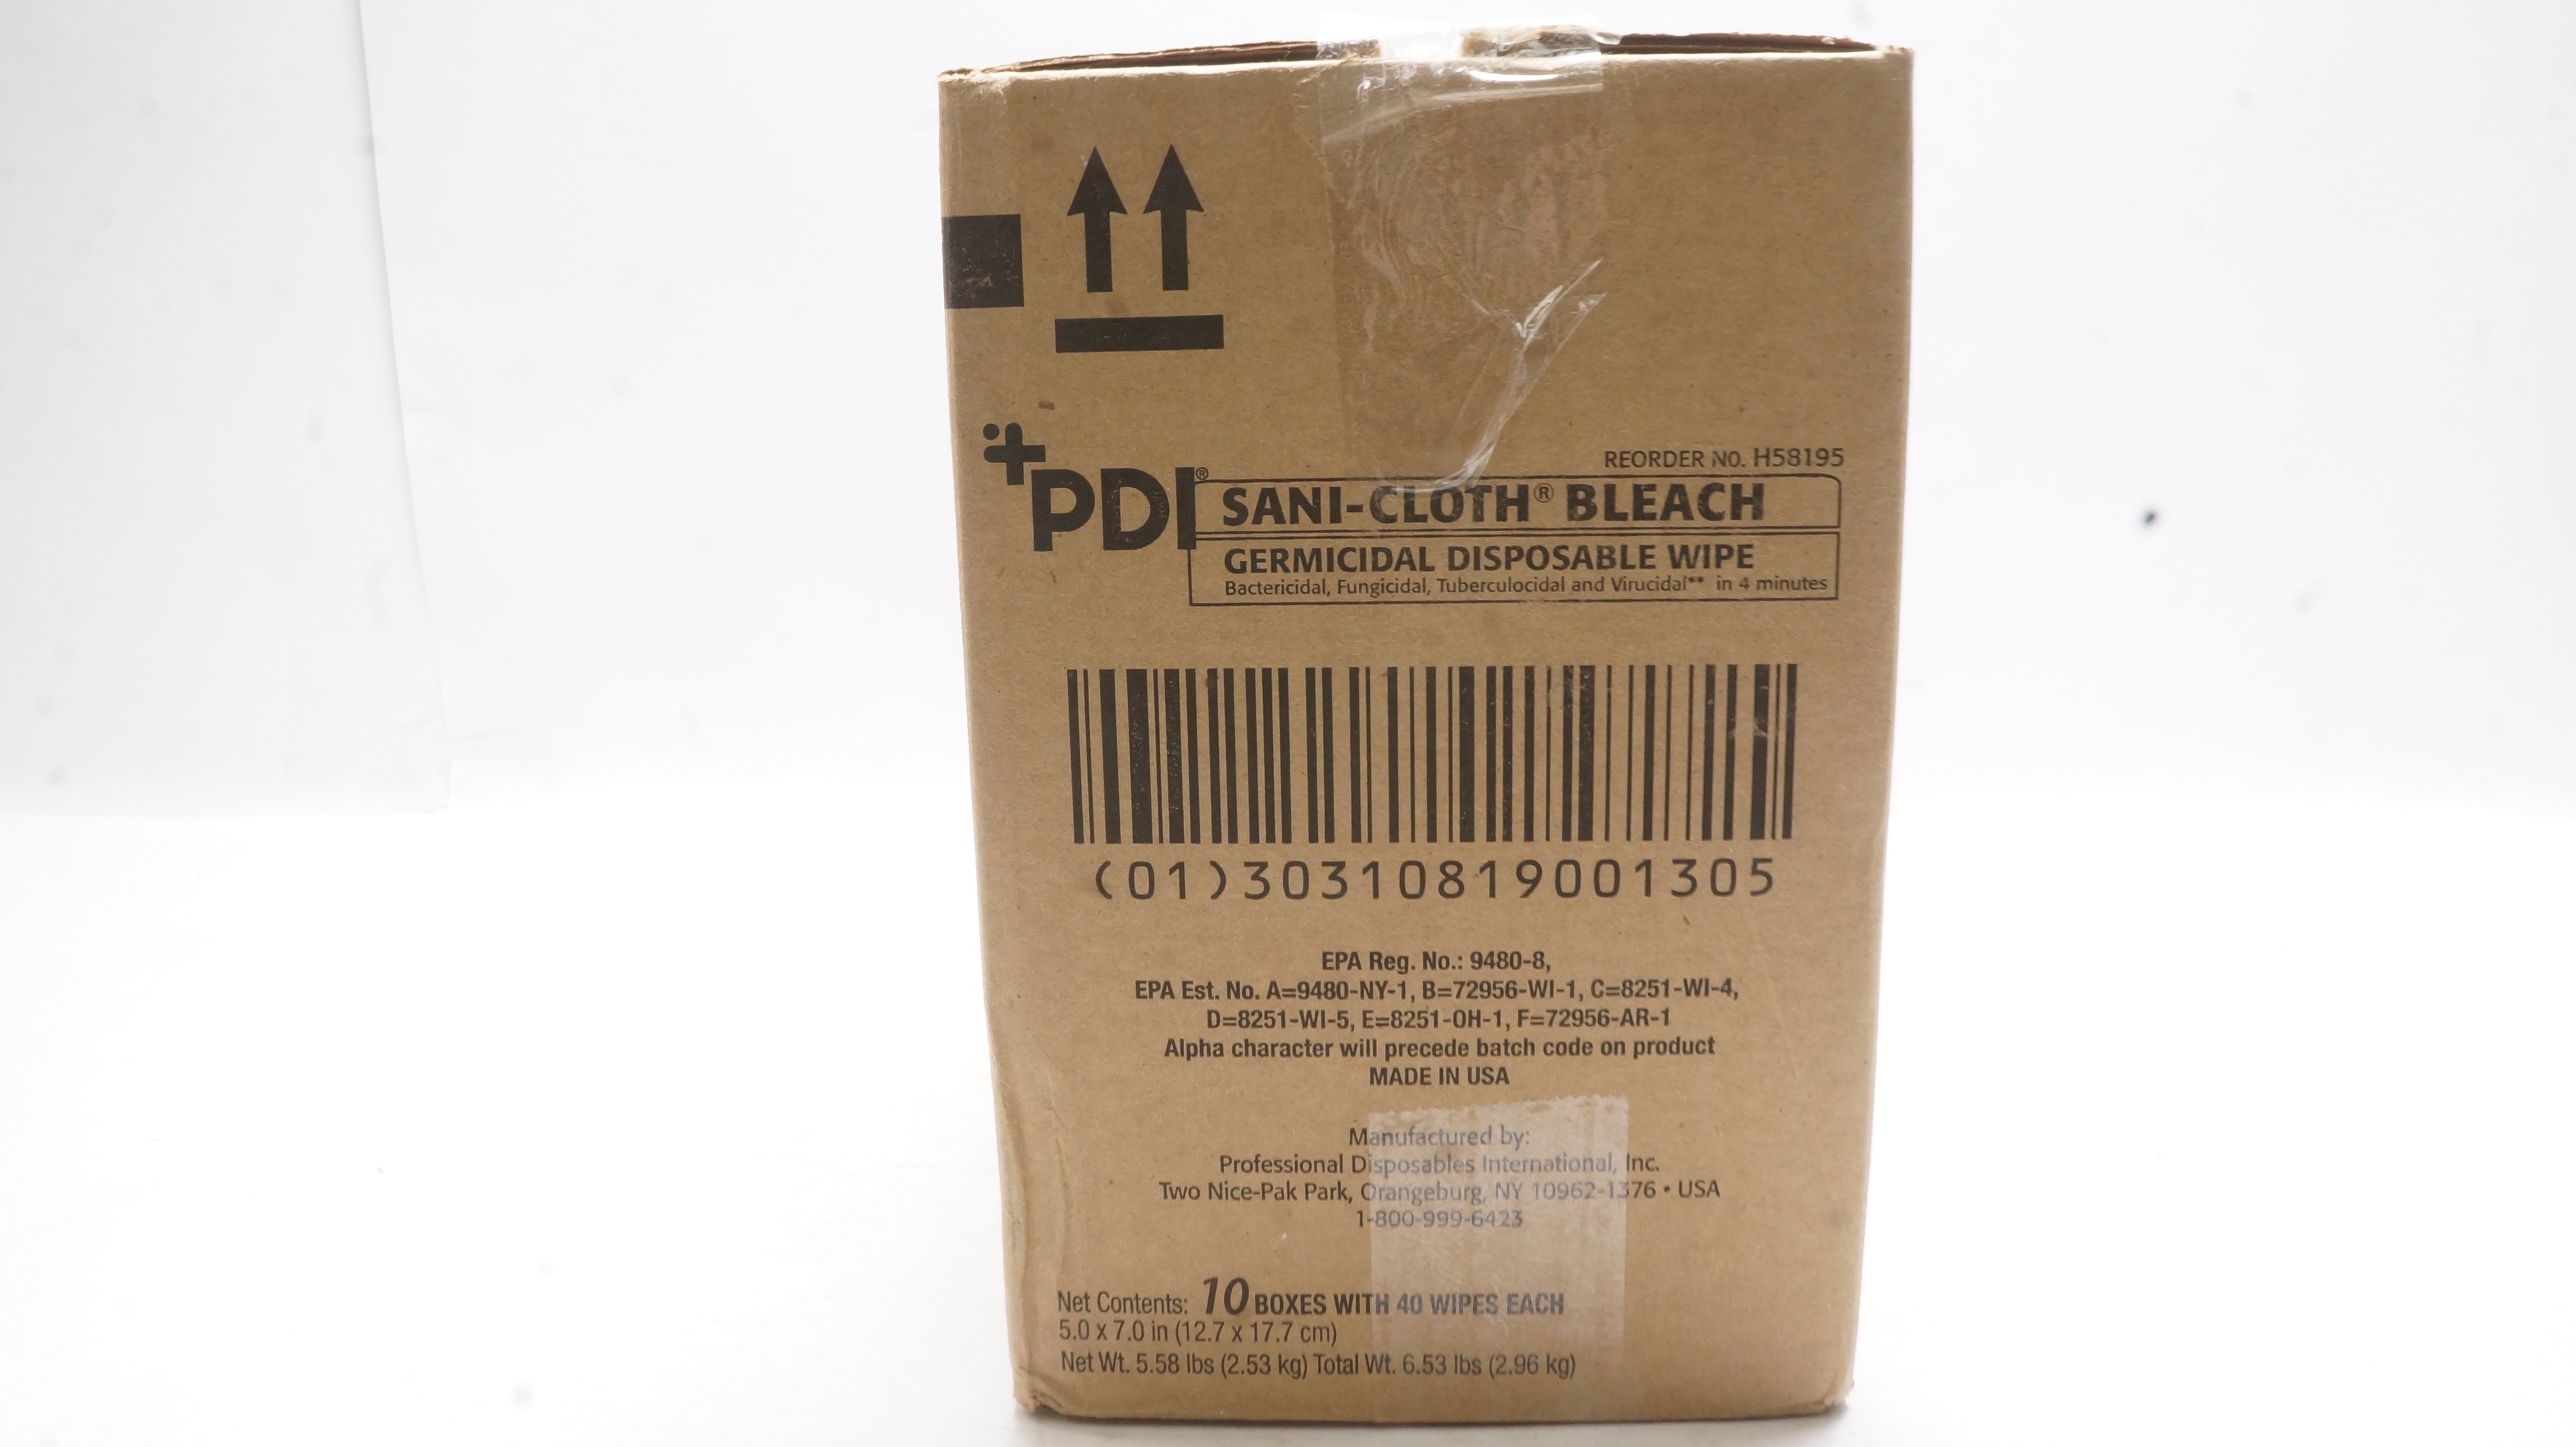 REORDER NO. H58195
PDI®
SANI-CLOTH® BLEACH
GERMICIDAL DISPOSABLE WIPE
Bactericidal, Fungicidal, Tuberculocidal and Virucidal** in 4 minutes
(01)30310819001305
EPA Reg. No.: 9480-8,
EPA Est. No. A=9480-NY-1, B=72956-WI-1, C=8251-WI-4,
D=8251-WI-5, E=8251-OH-1, F=72956-AR-1
Alpha character will precede batch code on product
MADE IN USA
Manufactured by:
Professional Disposables International, Inc.
Two Nice-Pak Park, Orangeburg, NY 10962-1376 • USA
1-800-999-6423
Net Contents: 10 BOXES WITH 40 WIPES EACH
5.0 x 7.0 in (12.7 x 17.7 cm)
Net Wt. 5.58 lbs (2.53 kg) Total Wt. 6.53 lbs (2.96 kg)